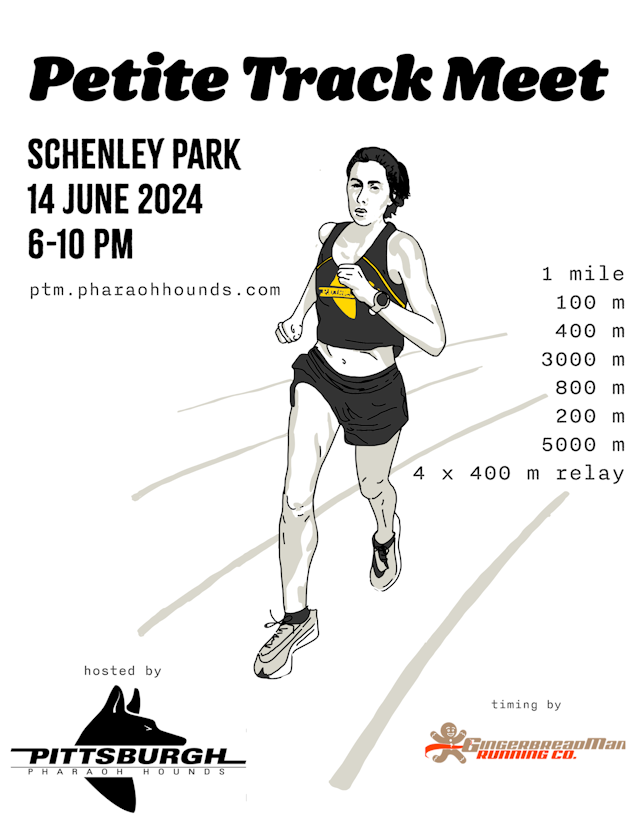 Petite Track Meet
SCHENLEY PARK
14 JUNE 2024
6-10 PM
ptm.pharaohhounds.com
1 mile
100 m
400 m
3000 m
800 m
200 m
5000 m
4 x 400 m relay
hosted by
PITTSBURGH
PHARAOH HOUNDS
timing by
GINGERBREADMAN
RUNNING CO.